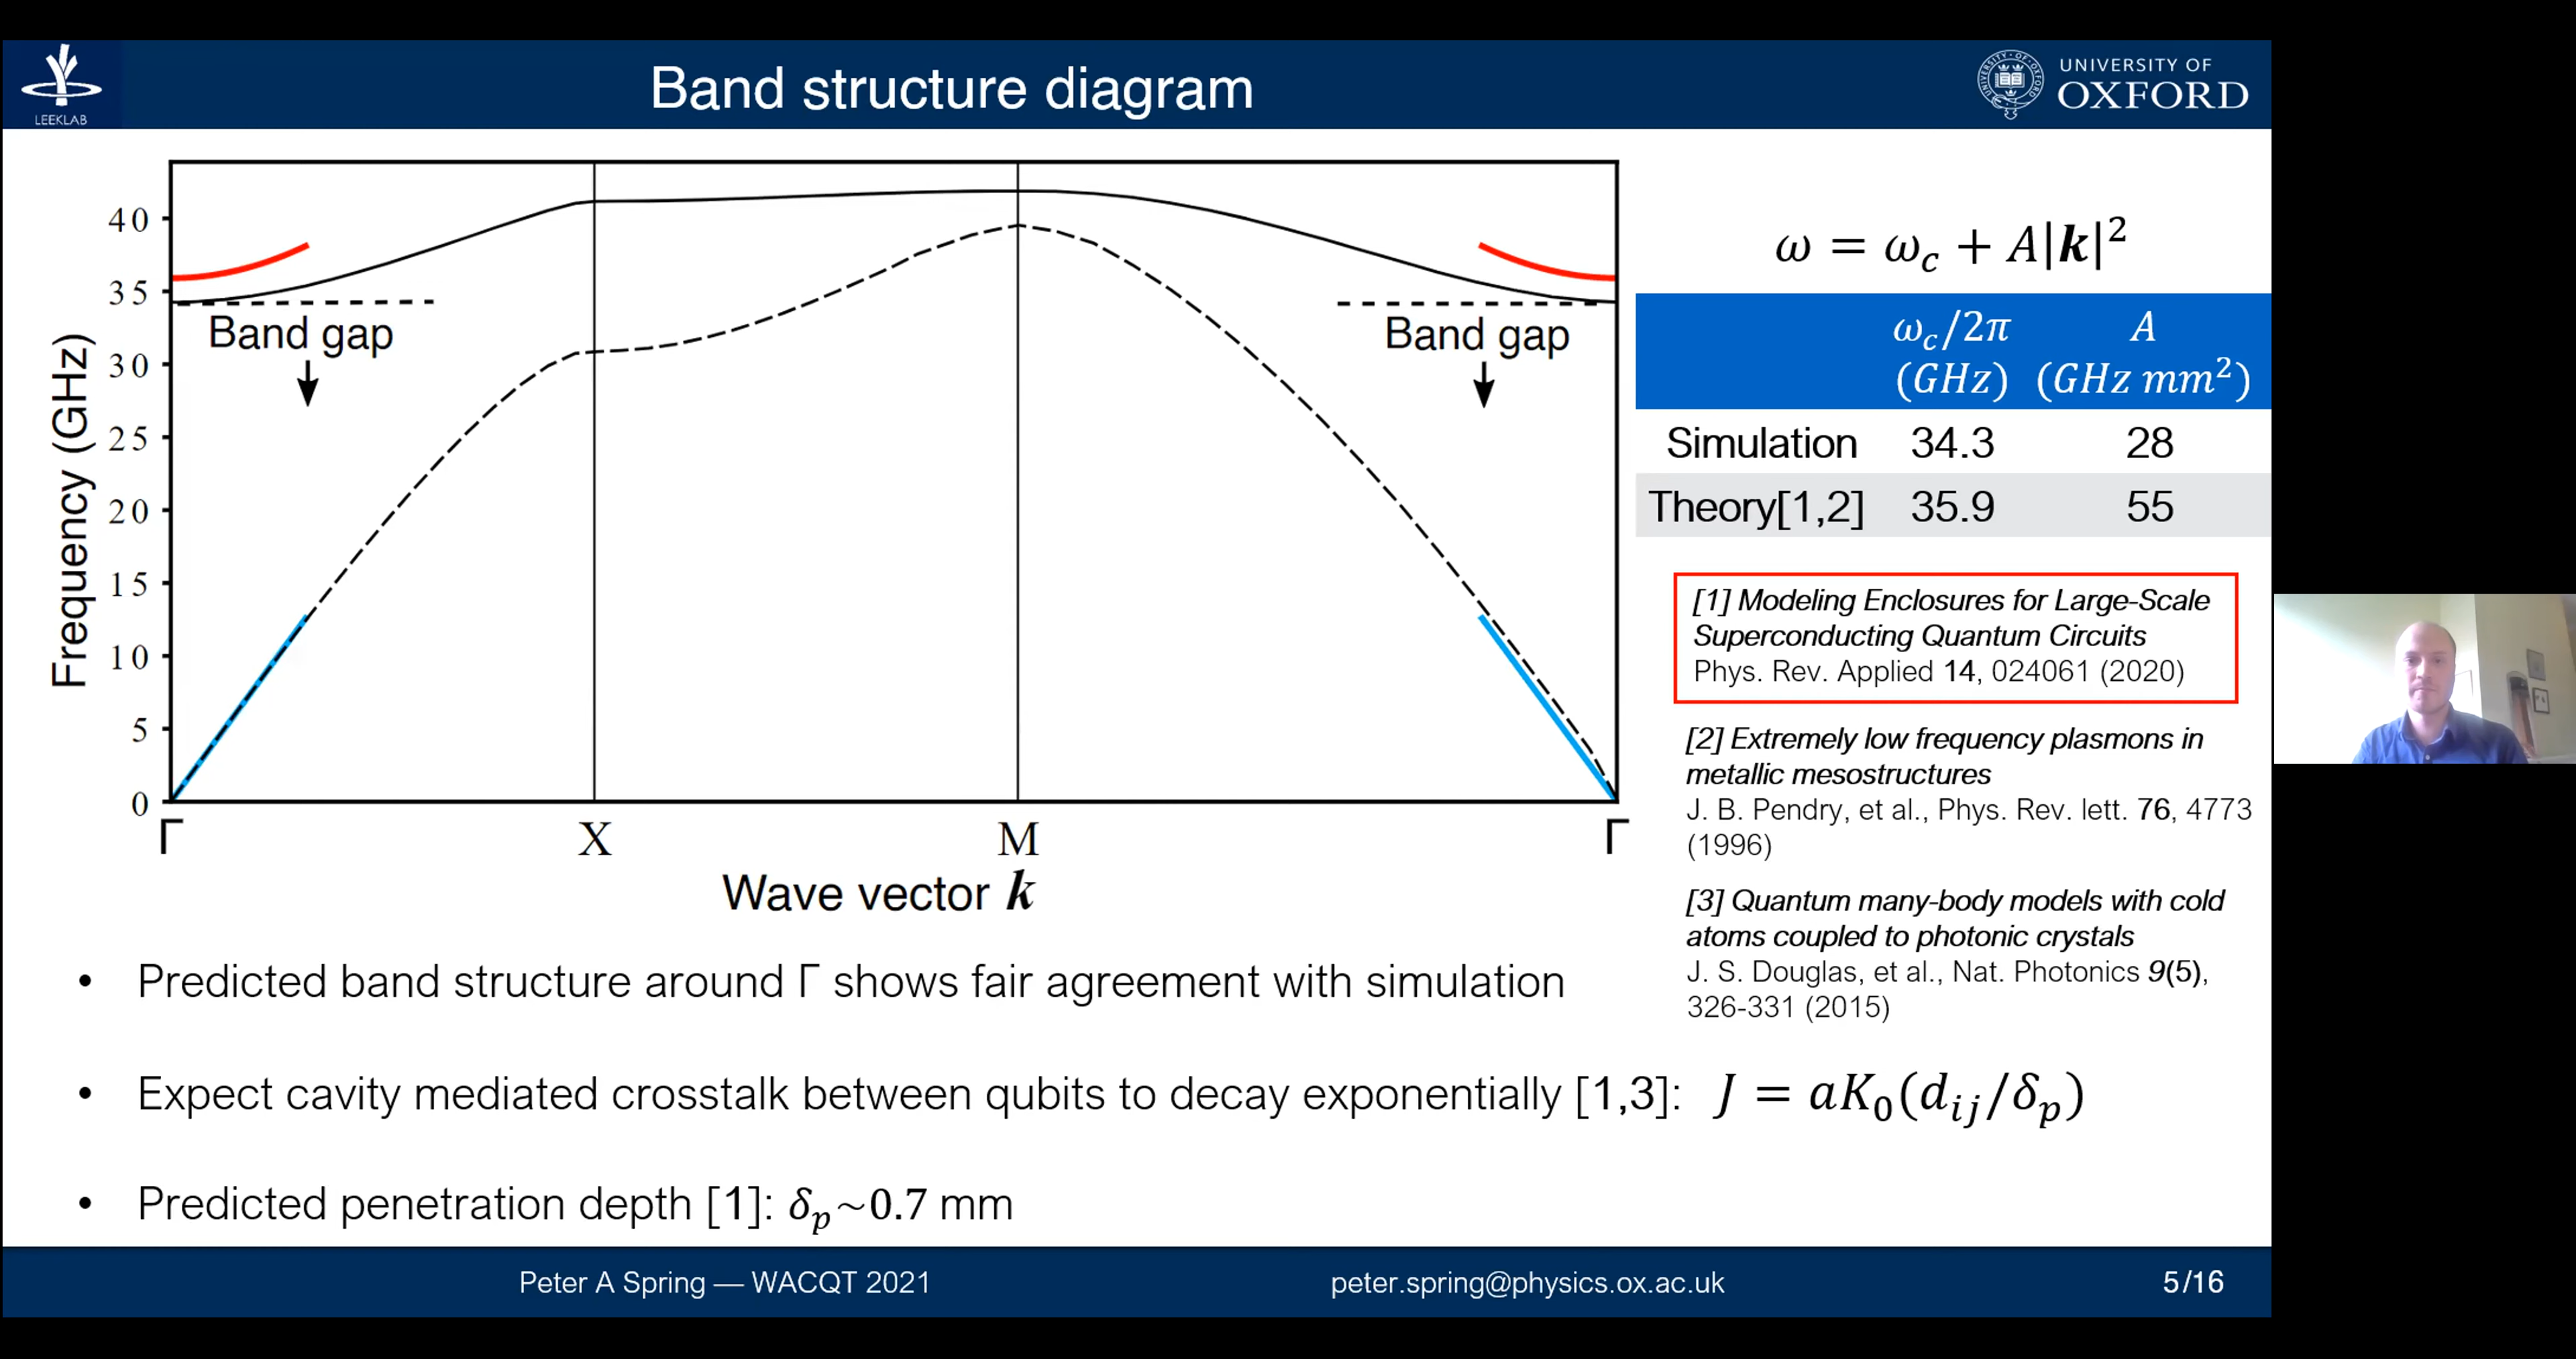 LEEKLAB
Band structure diagram
UNIVERSITY OF
OXFORD
Frequency (GHz)
40
35
30
25
20
15
10
5
0
Band gap
Band gap
Γ
X
M
Γ
Wave vector k
ω = ω_c + A|k|²
ω_c/2π (GHz)
A (GHz mm²)
Simulation 34.3 28
Theory[1,2] 35.9 55
[1] Modeling Enclosures for Large-Scale
Superconducting Quantum Circuits
Phys. Rev. Applied 14, 024061 (2020)
[2] Extremely low frequency plasmons in
metallic mesostructures
J. B. Pendry, et al., Phys. Rev. lett. 76, 4773
(1996)
[3] Quantum many-body models with cold
atoms coupled to photonic crystals
J. S. Douglas, et al., Nat. Photonics 9(5),
326-331 (2015)
• Predicted band structure around Γ shows fair agreement with simulation
• Expect cavity mediated crosstalk between qubits to decay exponentially [1,3]: J = aK₀(d_ij/δ_p)
• Predicted penetration depth [1]: δ_p~0.7 mm
Peter A Spring — WACQT 2021
peter.spring@physics.ox.ac.uk
5/16